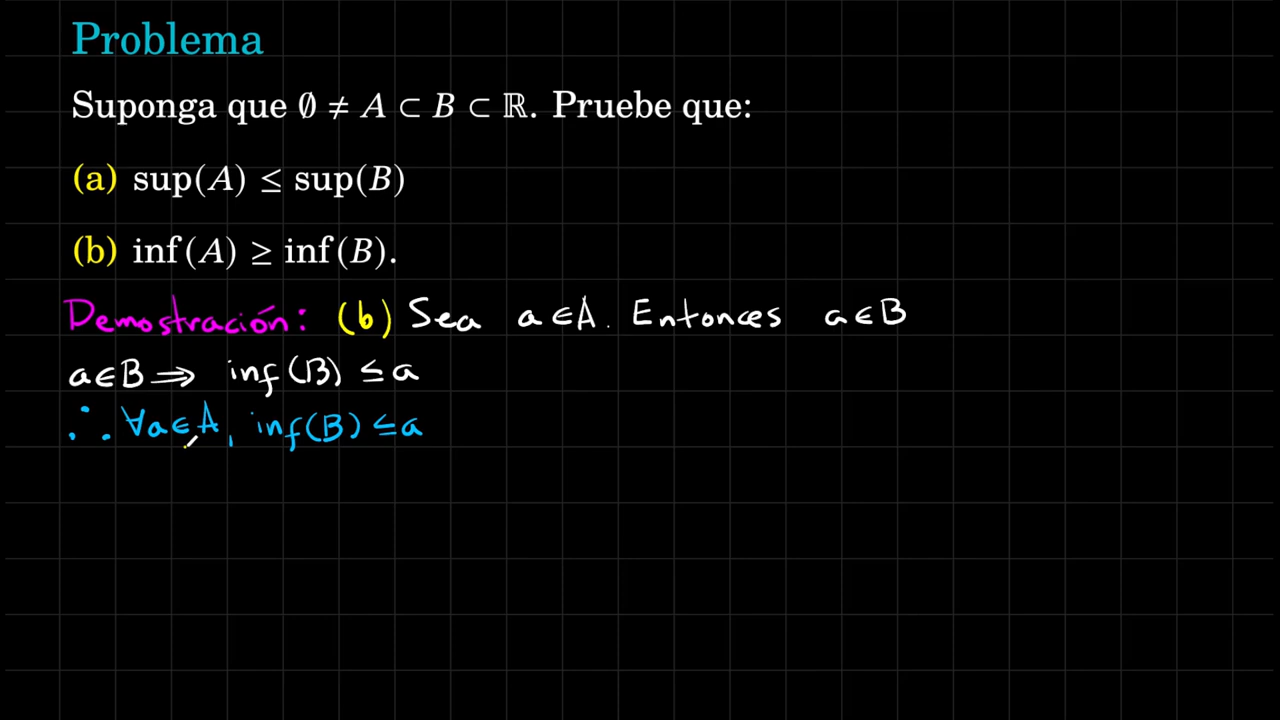 Problema
Suponga que ∅ ≠ A ⊂ B ⊂ ℝ. Pruebe que:
(a) sup(A) ≤ sup(B)
(b) inf(A) ≥ inf(B).
Demostración: (b) Sea a∈A. Entonces a∈B
a∈B ⟹ inf(B) ≤a
∴ ∀a∈A, inf(B) ≤a